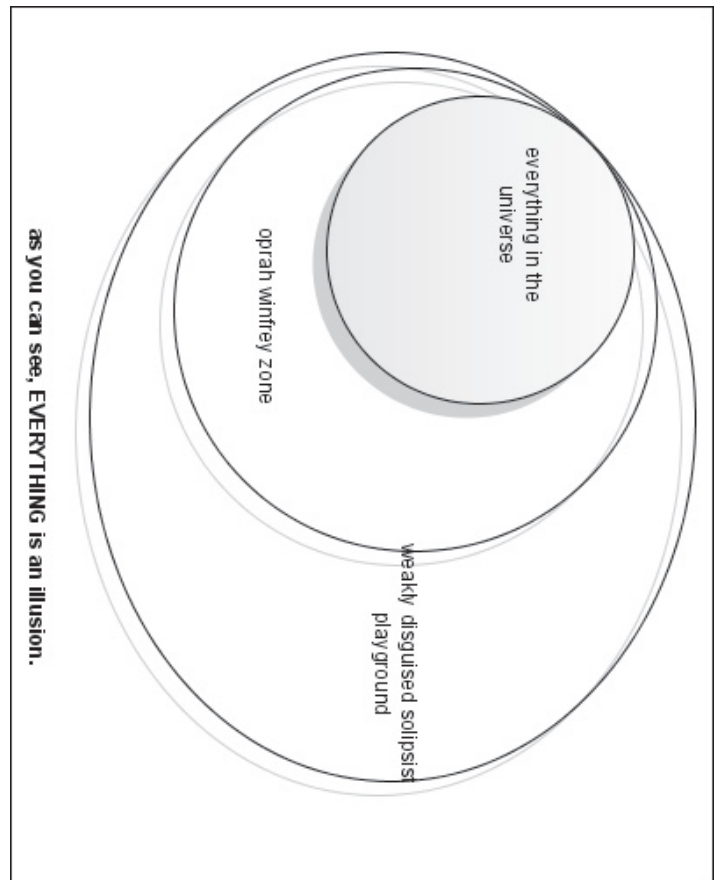 everything in the
universe
oprah winfrey zone
weakly disguised solipsist
playground
as you can see, EVERYTHING is an illusion.